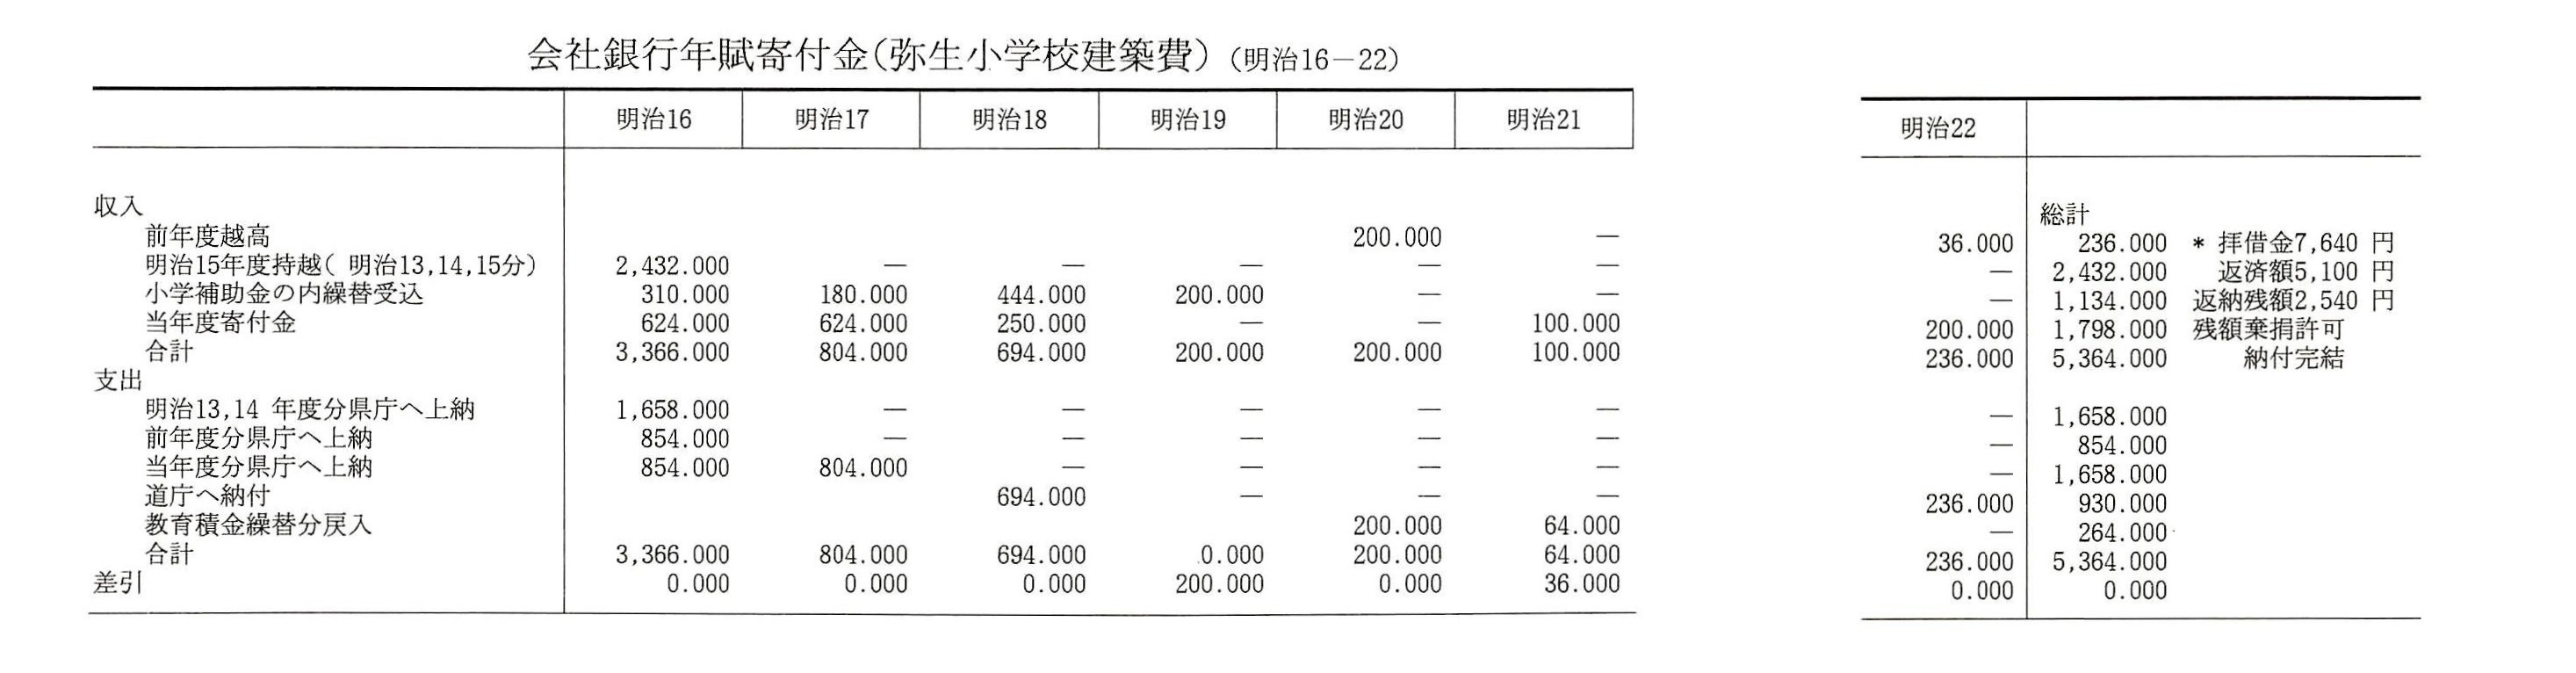 会社銀行年賦寄付金(弥生小学校建築費) (明治16－22)
明治16 明治17 明治18 明治19 明治20 明治21 明治22
収入 総計
前年度越高 200.000 — 36.000 236.000 * 拝借金7,640 円
明治15年度持越( 明治13,14,15分) 2,432.000 — — — — — — 2,432.000 返済額5,100 円
小学補助金の内繰替受込 310.000 180.000 444.000 200.000 — — — 1,134.000 返納残額2,540 円
当年度寄付金 624.000 624.000 250.000 — — 100.000 200.000 1,798.000 残額棄捐許可
合計 3,366.000 804.000 694.000 200.000 200.000 100.000 236.000 5,364.000 納付完結
支出
明治13,14 年度分県庁へ上納 1,658.000 — — — — — — 1,658.000
前年度分県庁へ上納 854.000 — — — — — — 854.000
当年度分県庁へ上納 854.000 804.000 — — — — — 1,658.000
道庁へ納付 694.000 — — — 236.000 930.000
教育積金繰替分戻入 200.000 64.000 — 264.000
合計 3,366.000 804.000 694.000 0.000 200.000 64.000 236.000 5,364.000
差引 0.000 0.000 0.000 200.000 0.000 36.000 0.000 0.000